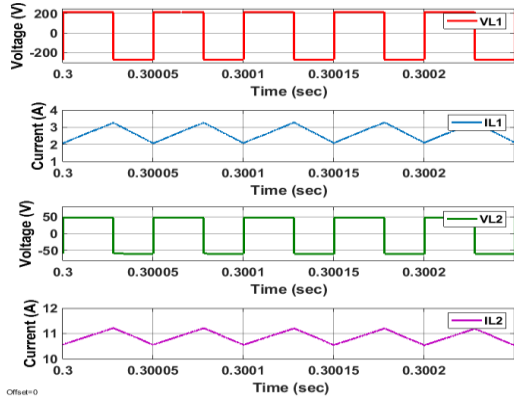 Voltage (V)
200
0
-200
VL1
0.3
0.30005
0.3001
0.30015
0.3002
Time (sec)
Current (A)
4
3
2
1
IL1
0.3
0.30005
0.3001
0.30015
0.3002
Time (sec)
Voltage (V)
50
0
-50
VL2
0.3
0.30005
0.3001
0.30015
0.3002
Time (sec)
Current (A)
12
11
10
IL2
0.3
0.30005
0.3001
0.30015
0.3002
Time (sec)
Offset=0